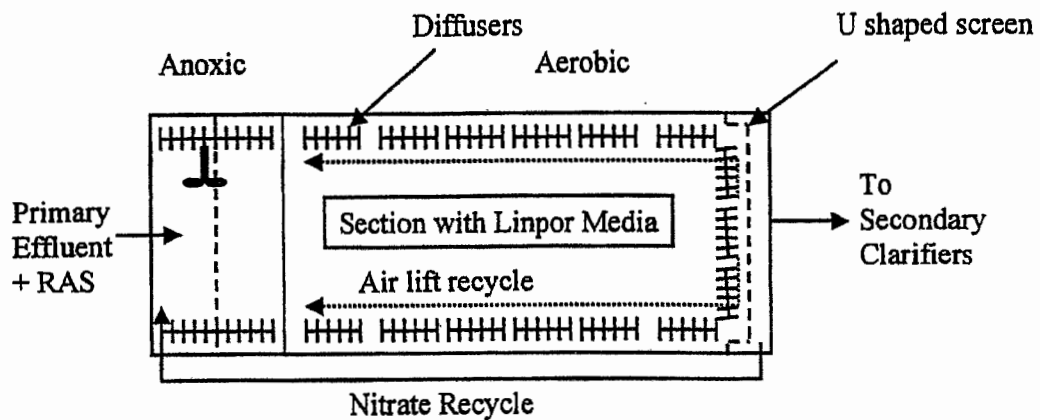 Diffusers
U shaped screen
Anoxic
Aerobic
Primary
Effluent
+ RAS
Section with Linpor Media
Air lift recycle
To
Secondary
Clarifiers
Nitrate Recycle